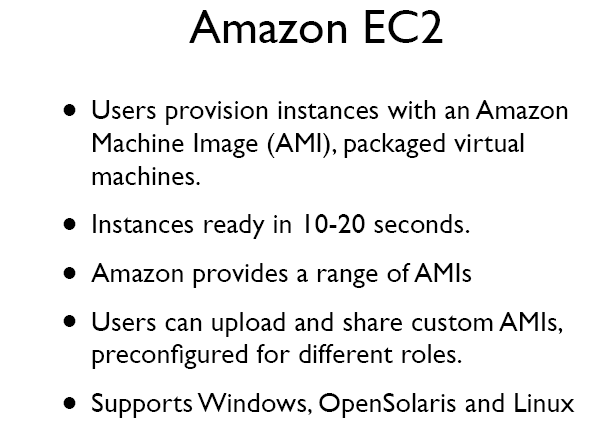 Amazon EC2
• Users provision instances with an Amazon
Machine Image (AMI), packaged virtual
machines.
• Instances ready in 10-20 seconds.
• Amazon provides a range of AMIs
• Users can upload and share custom AMIs,
preconfigured for different roles.
• Supports Windows, OpenSolaris and Linux